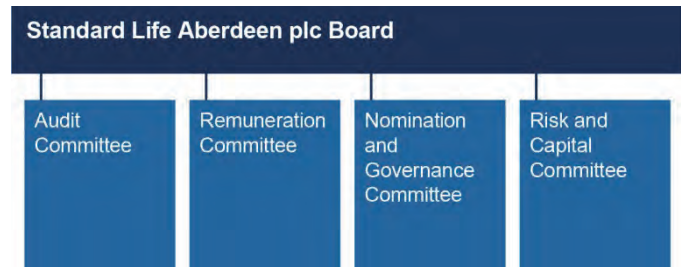 Standard Life Aberdeen plc Board
Audit
Committee
Remuneration
Committee
Nomination
and
Governance
Committee
Risk and
Capital
Committee